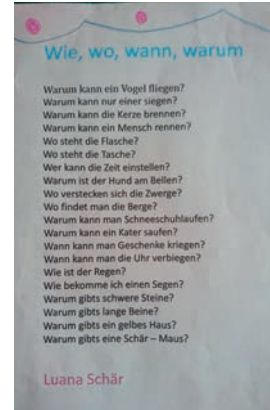 Wie, wo, wann, warum
Warum kann ein Vogel fliegen?
Warum kann nur einer siegen?
Warum kann die Kerze brennen?
Warum kann ein Mensch rennen?
Wo steht die Flasche?
Wo steht die Tasche?
Wer kann die Zeit einstellen?
Warum ist der Hund am Bellen?
Wo verstecken sich die Zwerge?
Wo findet man die Berge?
Warum kann man Schneeschuhlaufen?
Warum kann ein Kater saufen?
Wann kann man Geschenke kriegen?
Wann kann man die Uhr verbiegen?
Wie ist der Regen?
Wie bekomme ich einen Segen?
Warum gibts schwere Steine?
Warum gibts lange Beine?
Warum gibts ein gelbes Haus?
Warum gibts eine Schär – Maus?
Luana Schär